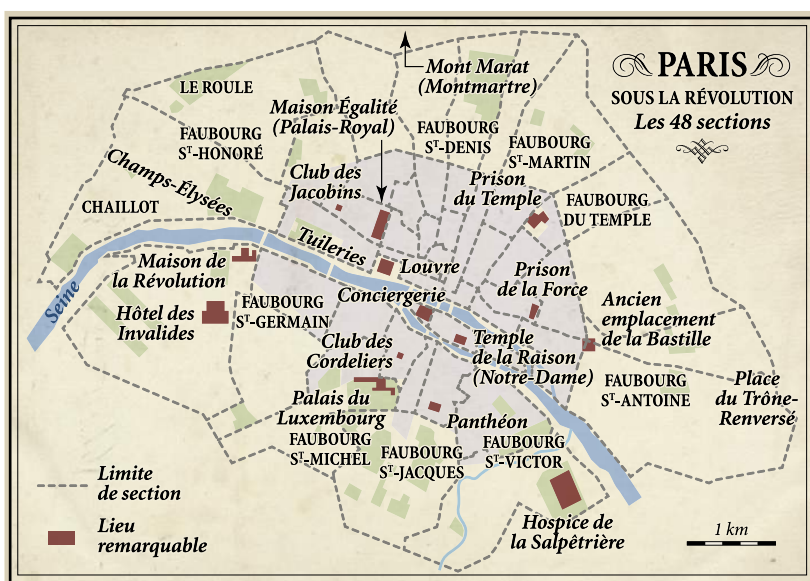 PARIS
SOUS LA RÉVOLUTION
Les 48 sections
Mont Marat
(Montmartre)
LE ROULE
Maison Égalité
(Palais-Royal)
FAUBOURG
Sᵀ-HONORÉ
FAUBOURG
Sᵀ-DENIS
FAUBOURG
Sᵀ-MARTIN
Champs-Élysées
Club des
Jacobins
Prison
du Temple
CHAILLOT
FAUBOURG
DU TEMPLE
Tuileries
Maison de
la Révolution
Louvre
Prison
de la Force
Seine
Conciergerie
Hôtel des
Invalides
FAUBOURG
Sᵀ-GERMAIN
Ancien
emplacement
de la Bastille
Club des
Cordeliers
Temple
de la Raison
(Notre-Dame)
FAUBOURG
Sᵀ-ANTOINE
Place
du Trône-
Renversé
Palais du
Luxembourg
Panthéon
FAUBOURG
Sᵀ-MICHEL
FAUBOURG
Sᵀ-JACQUES
FAUBOURG
Sᵀ-VICTOR
Limite
de section
Lieu
remarquable
Hospice de
la Salpêtrière
1 km